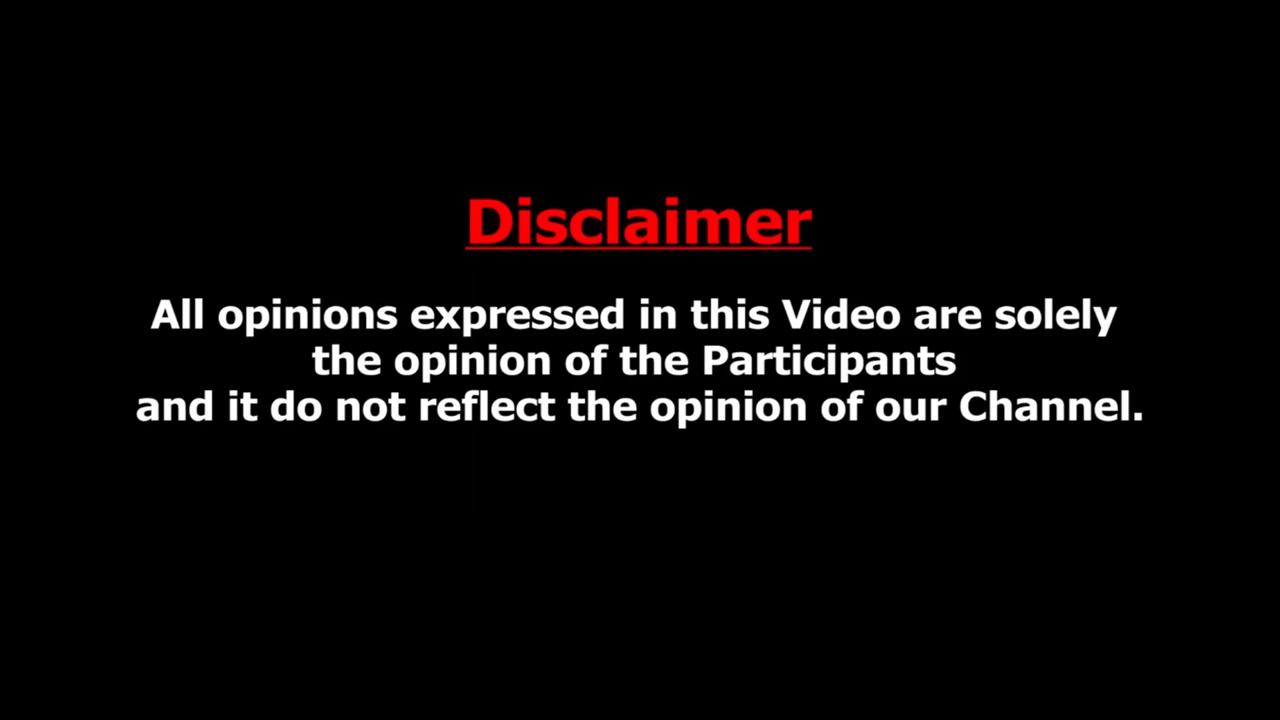 Disclaimer
All opinions expressed in this Video are solely
the opinion of the Participants
and it do not reflect the opinion of our Channel.